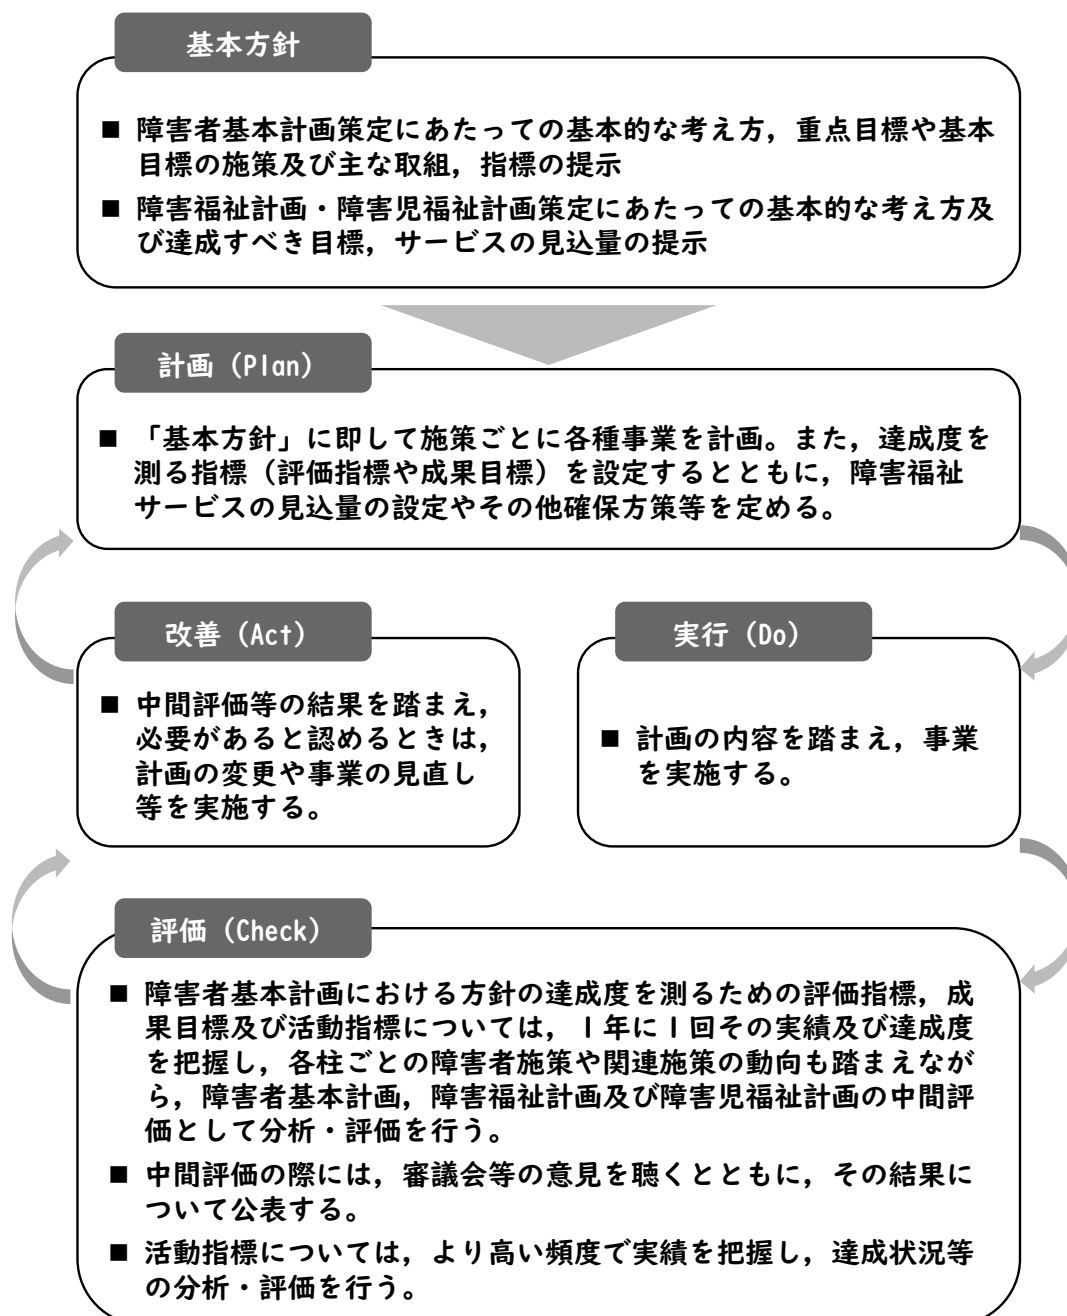 基本方針
■ 障害者基本計画策定にあたっての基本的な考え方，重点目標や基本
目標の施策及び主な取組，指標の提示
■ 障害福祉計画・障害児福祉計画策定にあたっての基本的な考え方及
び達成すべき目標，サービスの見込量の提示
計画（Plan）
■ 「基本方針」に即して施策ごとに各種事業を計画。また，達成度を
測る指標（評価指標や成果目標）を設定するとともに，障害福祉
サービスの見込量の設定やその他確保方策等を定める。
改善（Act）
■ 中間評価等の結果を踏まえ，
必要があると認めるときは，
計画の変更や事業の見直し
等を実施する。
実行（Do）
■ 計画の内容を踏まえ，事業
を実施する。
評価（Check）
■ 障害者基本計画における方針の達成度を測るための評価指標，成
果目標及び活動指標については，1年に1回その実績及び達成度
を把握し，各柱ごとの障害者施策や関連施策の動向も踏まえなが
ら，障害者基本計画，障害福祉計画及び障害児福祉計画の中間評
価として分析・評価を行う。
■ 中間評価の際には，審議会等の意見を聴くとともに，その結果に
ついて公表する。
■ 活動指標については，より高い頻度で実績を把握し，達成状況等
の分析・評価を行う。